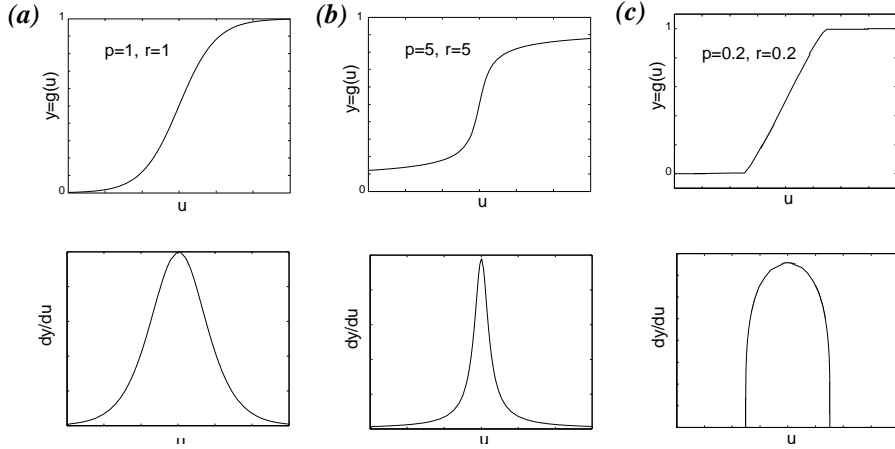 (a)
1
p=1, r=1
y=g(u)
0
u
(b)
1
p=5, r=5
y=g(u)
0
u
(c)
1
p=0.2, r=0.2
y=g(u)
0
u
dy/du
u
dy/du
u
dy/du
u